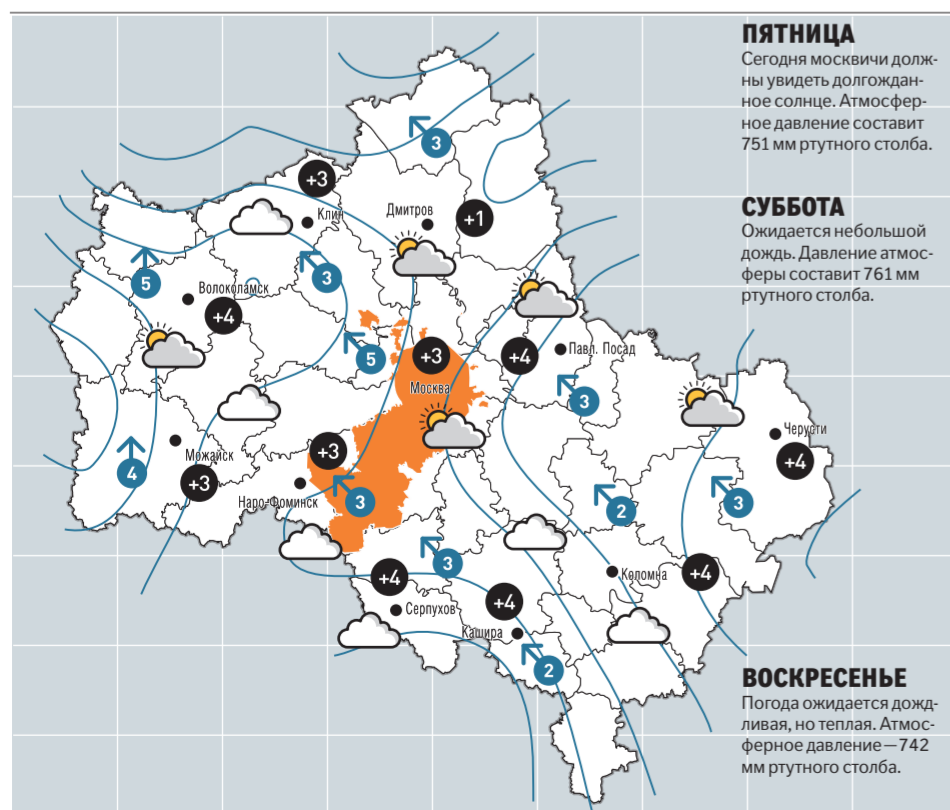 ПЯТНИЦА
Сегодня москвичи долж-
ны увидеть долгождан-
ное солнце. Атмосфер-
ное давление составит
751 мм ртутного столба.
СУББОТА
Ожидается небольшой
дождь. Давление атмос-
феры составит 761 мм
ртутного столба.
ВОСКРЕСЕНЬЕ
Погода ожидается дожд-
ливая, но теплая. Атмос-
ферное давление — 742
мм ртутного столба.
3
+3
Клин
Дмитров
+1
5
3
Волоколамск
+4
5
+3
Москва
+4
Павл. Посад
3
Черусти
+4
4
Можайск
+3
+3
Наро-Фоминск
3
2
3
3
+4
Серпухов
+4
Кашира
2
Коломна
+4